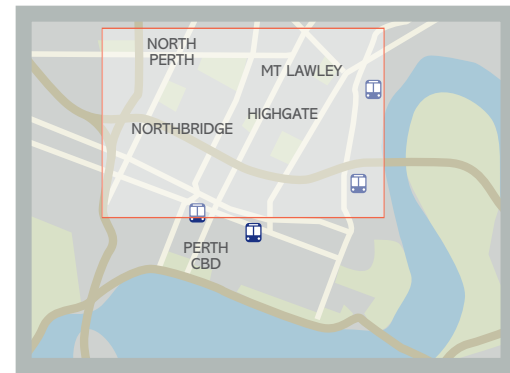 NORTH
PERTH
MT LAWLEY
HIGHGATE
NORTHBRIDGE
PERTH
CBD